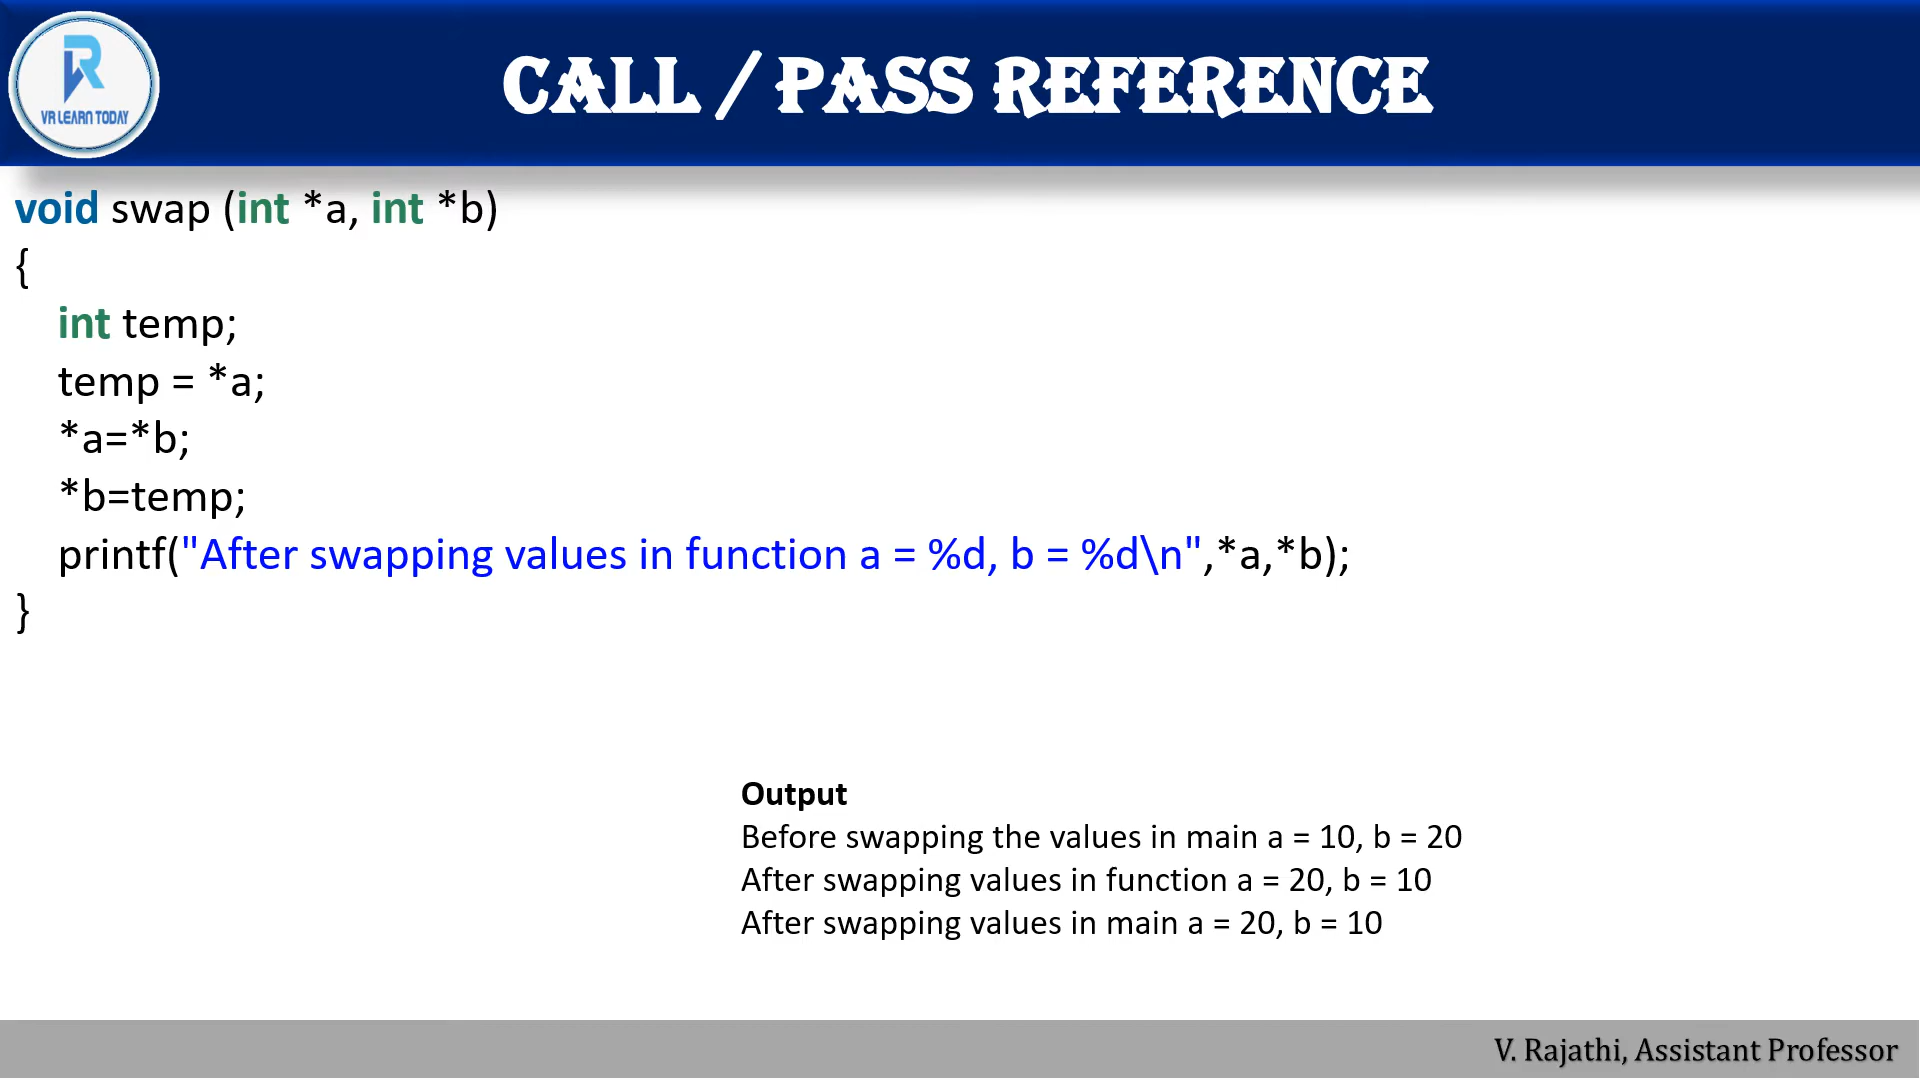 VR LEARN TODAY
CALL / PASS REFERENCE
void swap (int *a, int *b)
{
int temp;
temp = *a;
*a=*b;
*b=temp;
printf("After swapping values in function a = %d, b = %d\n",*a,*b);
}
Output
Before swapping the values in main a = 10, b = 20
After swapping values in function a = 20, b = 10
After swapping values in main a = 20, b = 10
V. Rajathi, Assistant Professor